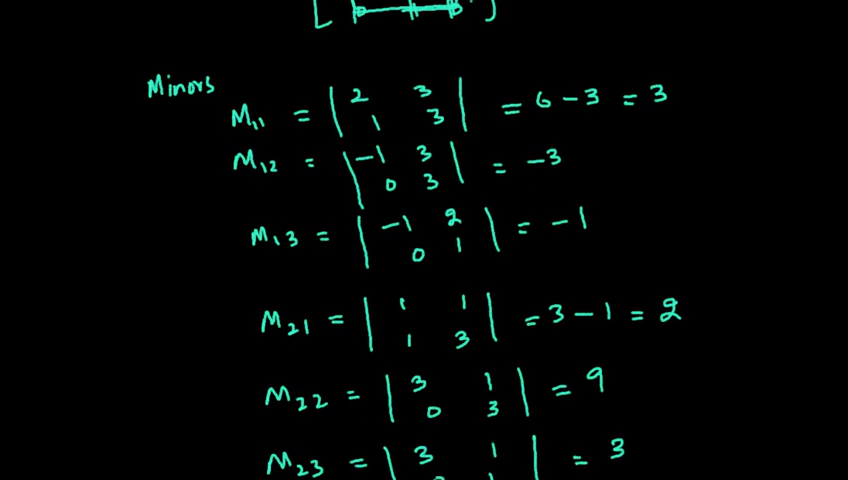 Minors
M₁₁ = | 2 3 | = 6 - 3 = 3
| 1 3 |
M₁₂ = | -1 3 | = -3
| 0 3 |
M₁₃ = | -1 2 | = -1
| 0 1 |
M₂₁ = | 1 1 | = 3 - 1 = 2
| 1 3 |
M₂₂ = | 3 1 | = 9
| 0 3 |
M₂₃ = | 3 1 | = 3